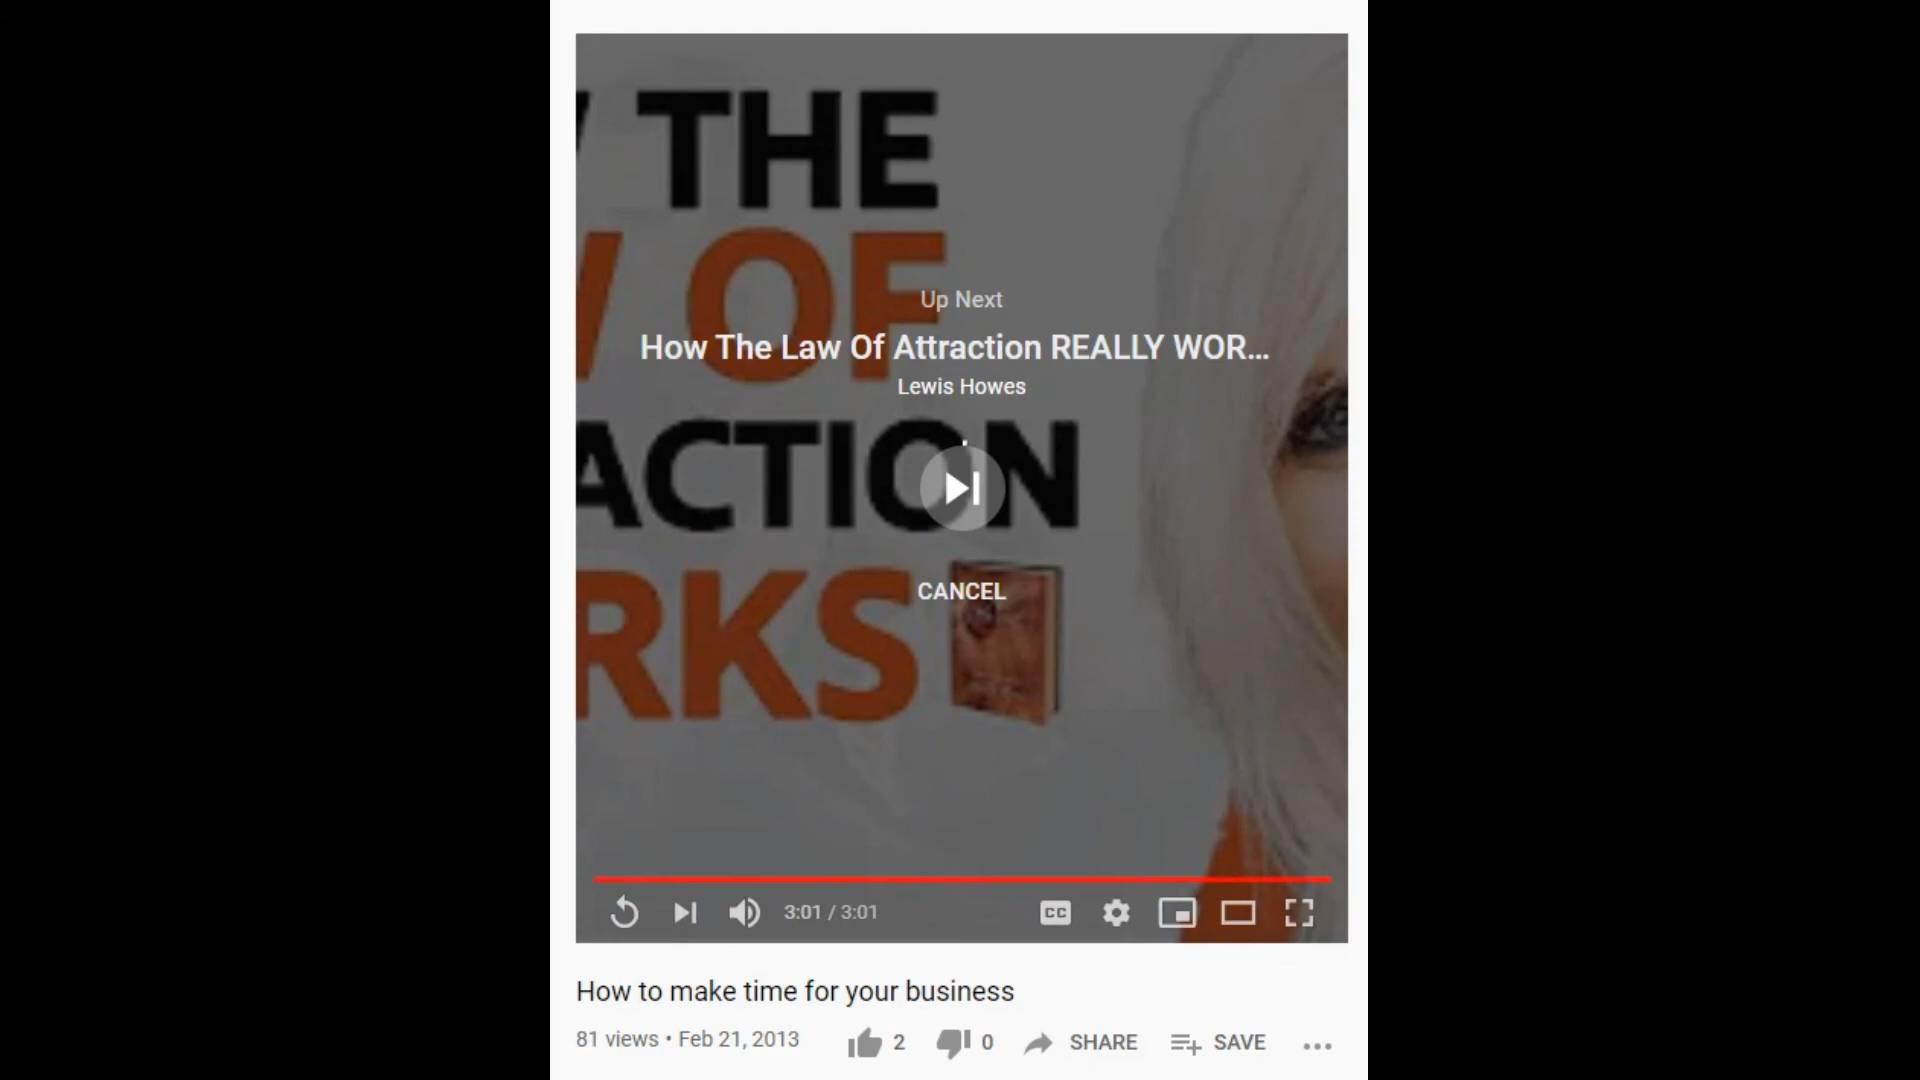 THE
OF
Up Next
How The Law Of Attraction REALLY WOR...
Lewis Howes
ACTION
CANCEL
RKS
3:01 / 3:01
CC
How to make time for your business
81 views • Feb 21, 2013
2
0
SHARE
SAVE